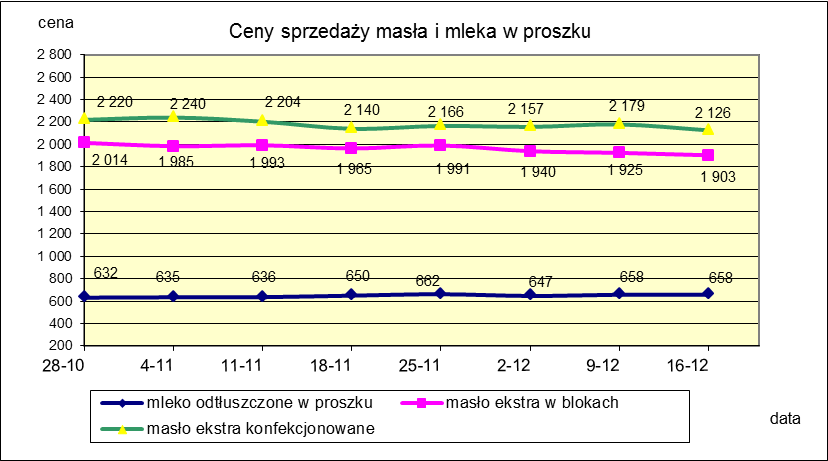 cena
Ceny sprzedaży masła i mleka w proszku
2 800
2 600
2 400
2 200
2 000
1 800
1 600
1 400
1 200
1 000
800
600
400
200
2 220 2 240 2 204 2 140 2 166 2 157 2 179 2 126
2 014 1 985 1 993 1 965 1 991 1 940 1 925 1 903
632 635 636 650 662 647 658 658
28-10 4-11 11-11 18-11 25-11 2-12 9-12 16-12
mleko odtłuszczone w proszku masło ekstra w blokach
masło ekstra konfekcjonowane
data